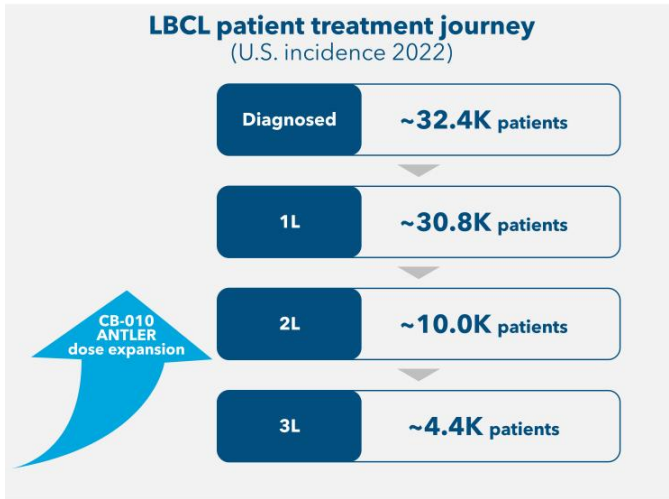 LBCL patient treatment journey
(U.S. incidence 2022)
Diagnosed ~32.4K patients
1L ~30.8K patients
CB-010
ANTLER
dose expansion
2L ~10.0K patients
3L ~4.4K patients